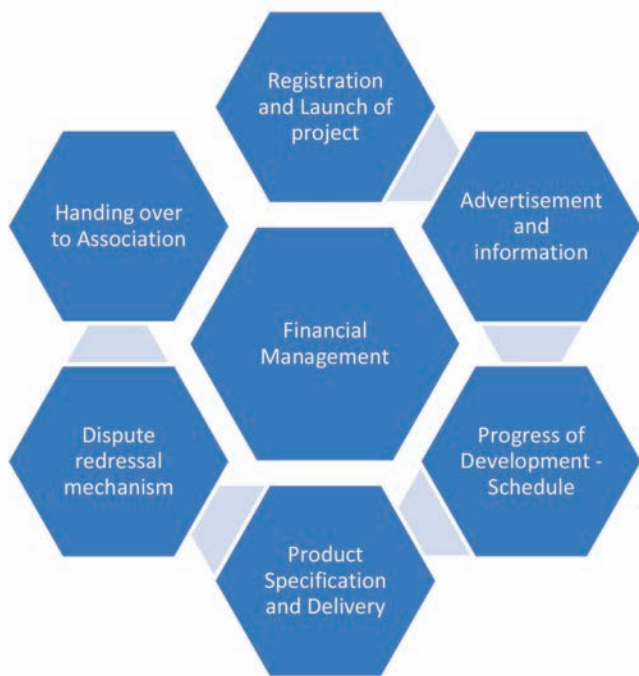 Registration
and Launch of
project
Advertisement
and
information
Progress of
Development -
Schedule
Product
Specification
and Delivery
Dispute
redressal
mechanism
Handing over
to Association
Financial
Management